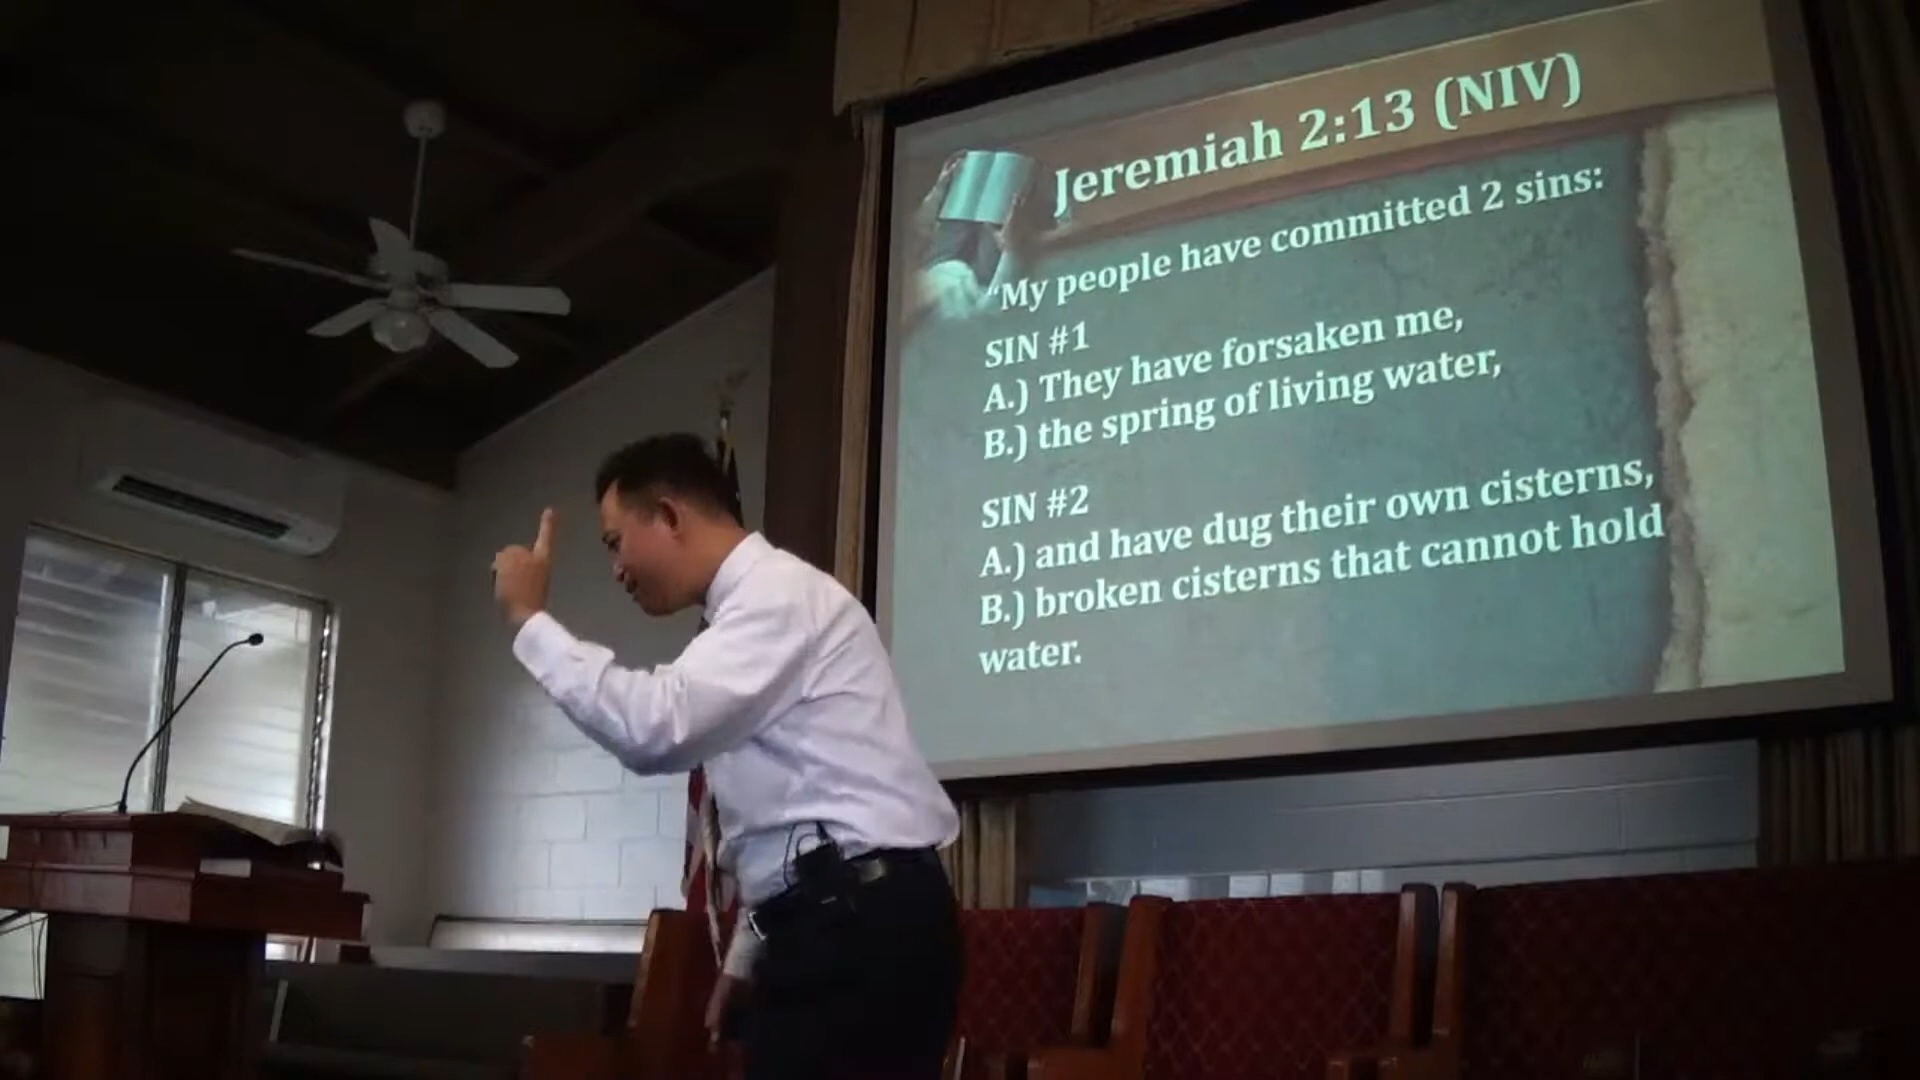 Jeremiah 2:13 (NIV)
“My people have committed 2 sins:
SIN #1
A.) They have forsaken me,
B.) the spring of living water,
SIN #2
A.) and have dug their own cisterns,
B.) broken cisterns that cannot hold
water.